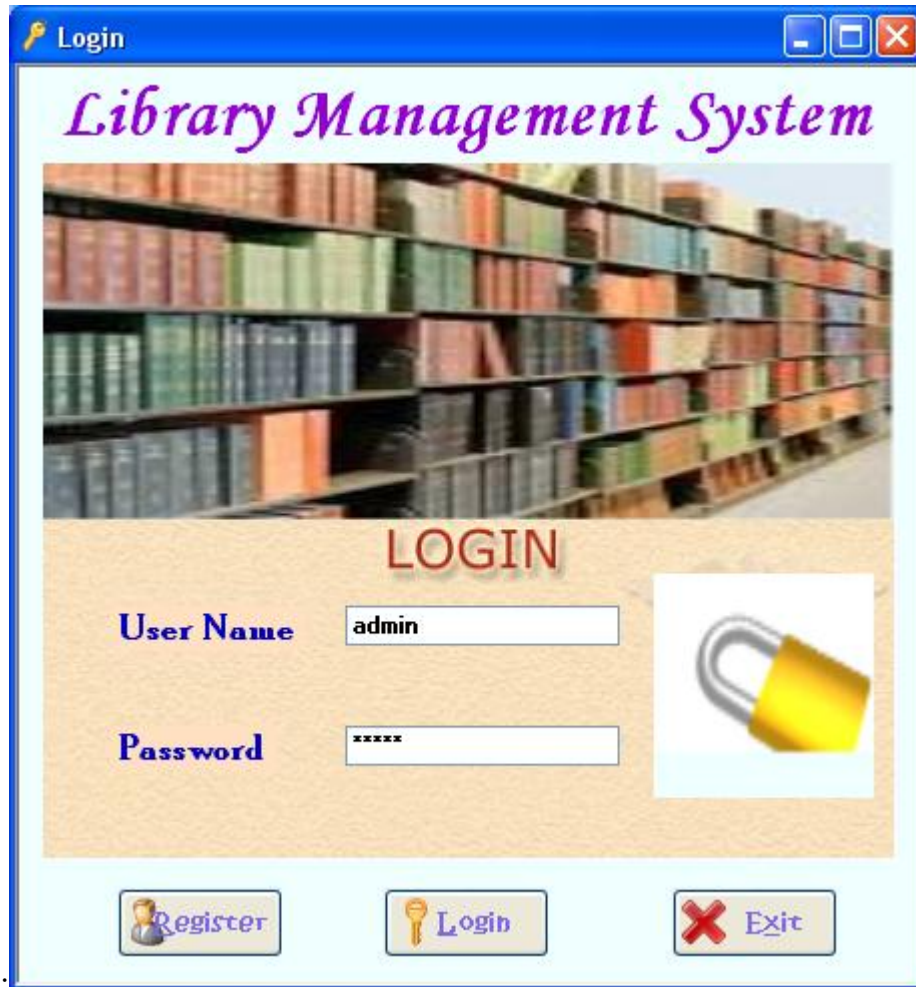 Login
Library Management System
LOGIN
User Name admin
Password *****
Register Login Exit
.